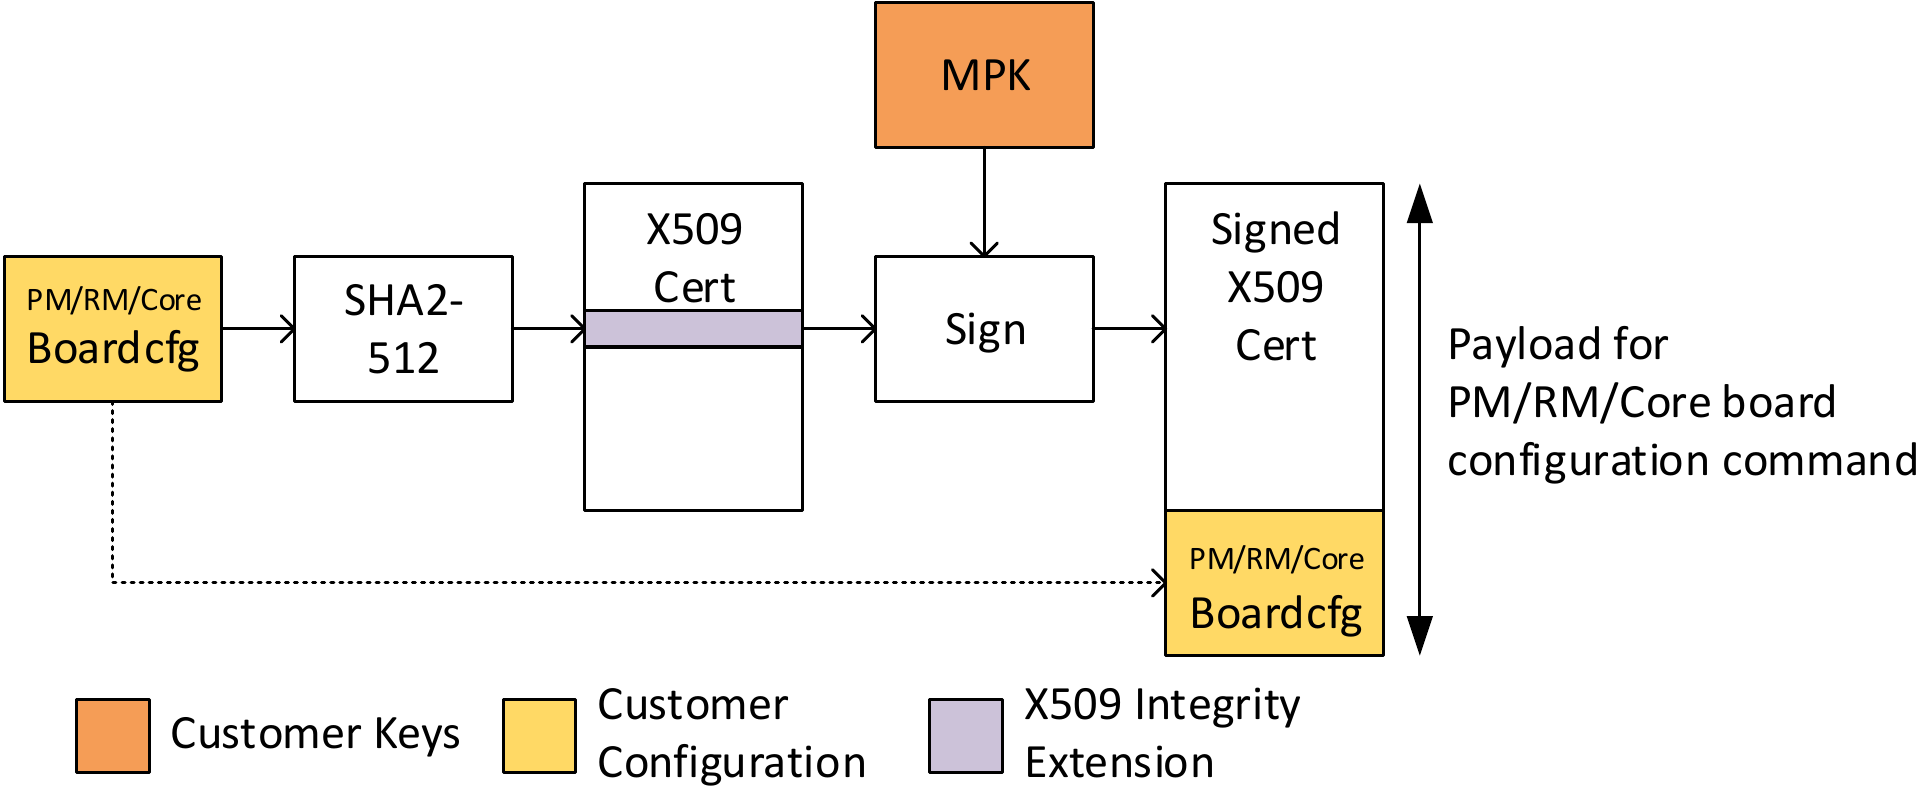 MPK
PM/RM/Core
Boardcfg
SHA2-
512
X509
Cert
Sign
Signed
X509
Cert
PM/RM/Core
Boardcfg
Payload for
PM/RM/Core board
configuration command
Customer Keys
Customer
Configuration
X509 Integrity
Extension